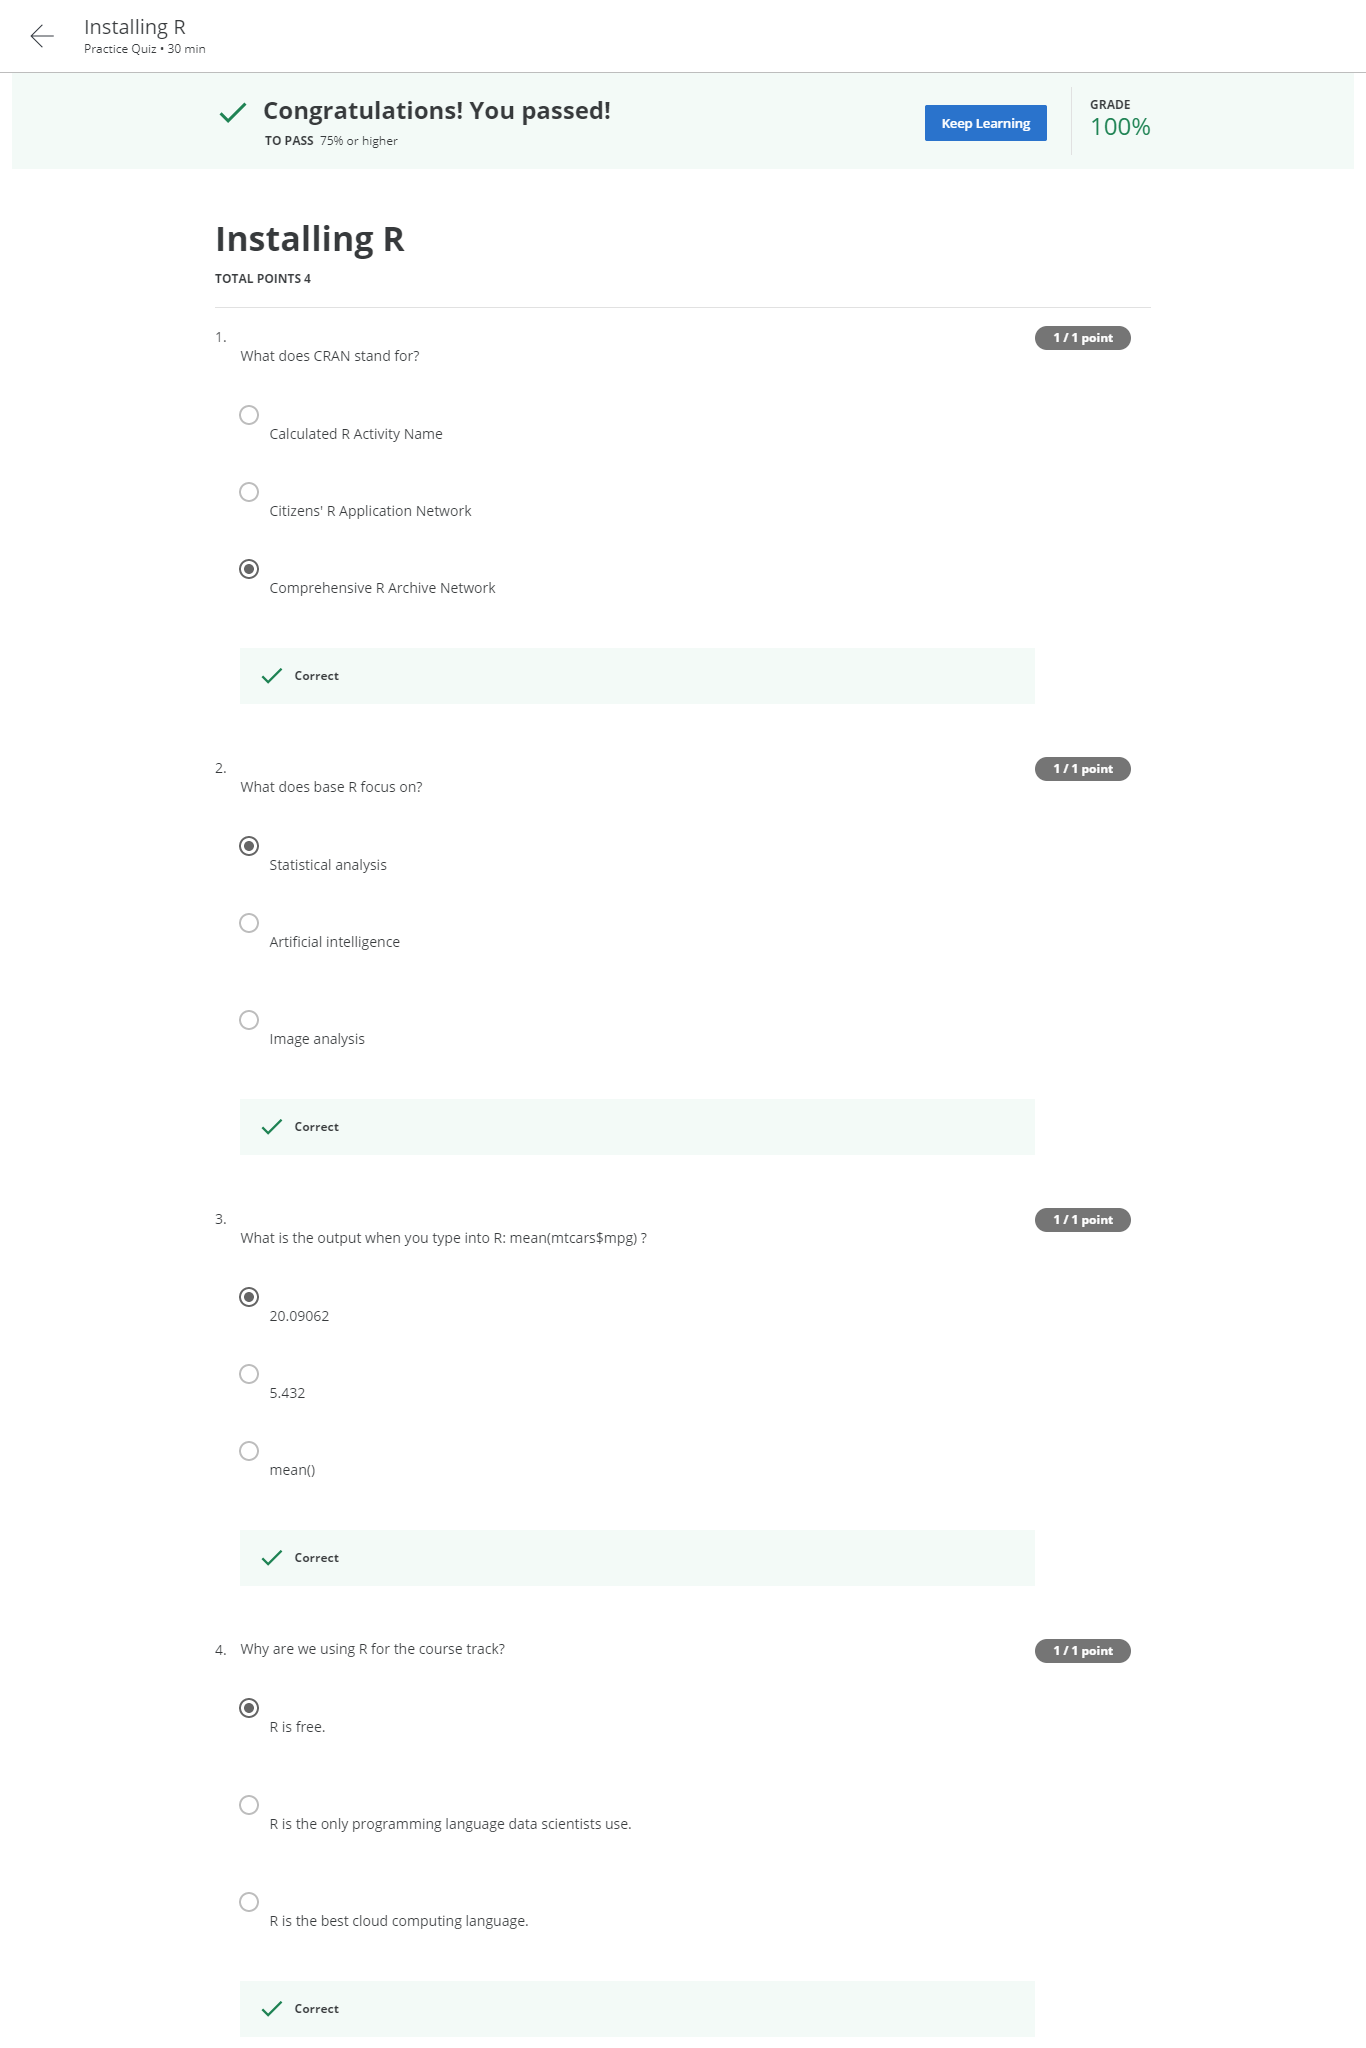 Installing R
Practice Quiz • 30 min
Congratulations! You passed!
TO PASS 75% or higher
Keep Learning
GRADE
100%
Installing R
TOTAL POINTS 4
1.
What does CRAN stand for?
1 / 1 point
Calculated R Activity Name
Citizens' R Application Network
Comprehensive R Archive Network
Correct
2.
What does base R focus on?
1 / 1 point
Statistical analysis
Artificial intelligence
Image analysis
Correct
3.
What is the output when you type into R: mean(mtcars$mpg) ?
1 / 1 point
20.09062
5.432
mean()
Correct
4. Why are we using R for the course track?
1 / 1 point
R is free.
R is the only programming language data scientists use.
R is the best cloud computing language.
Correct